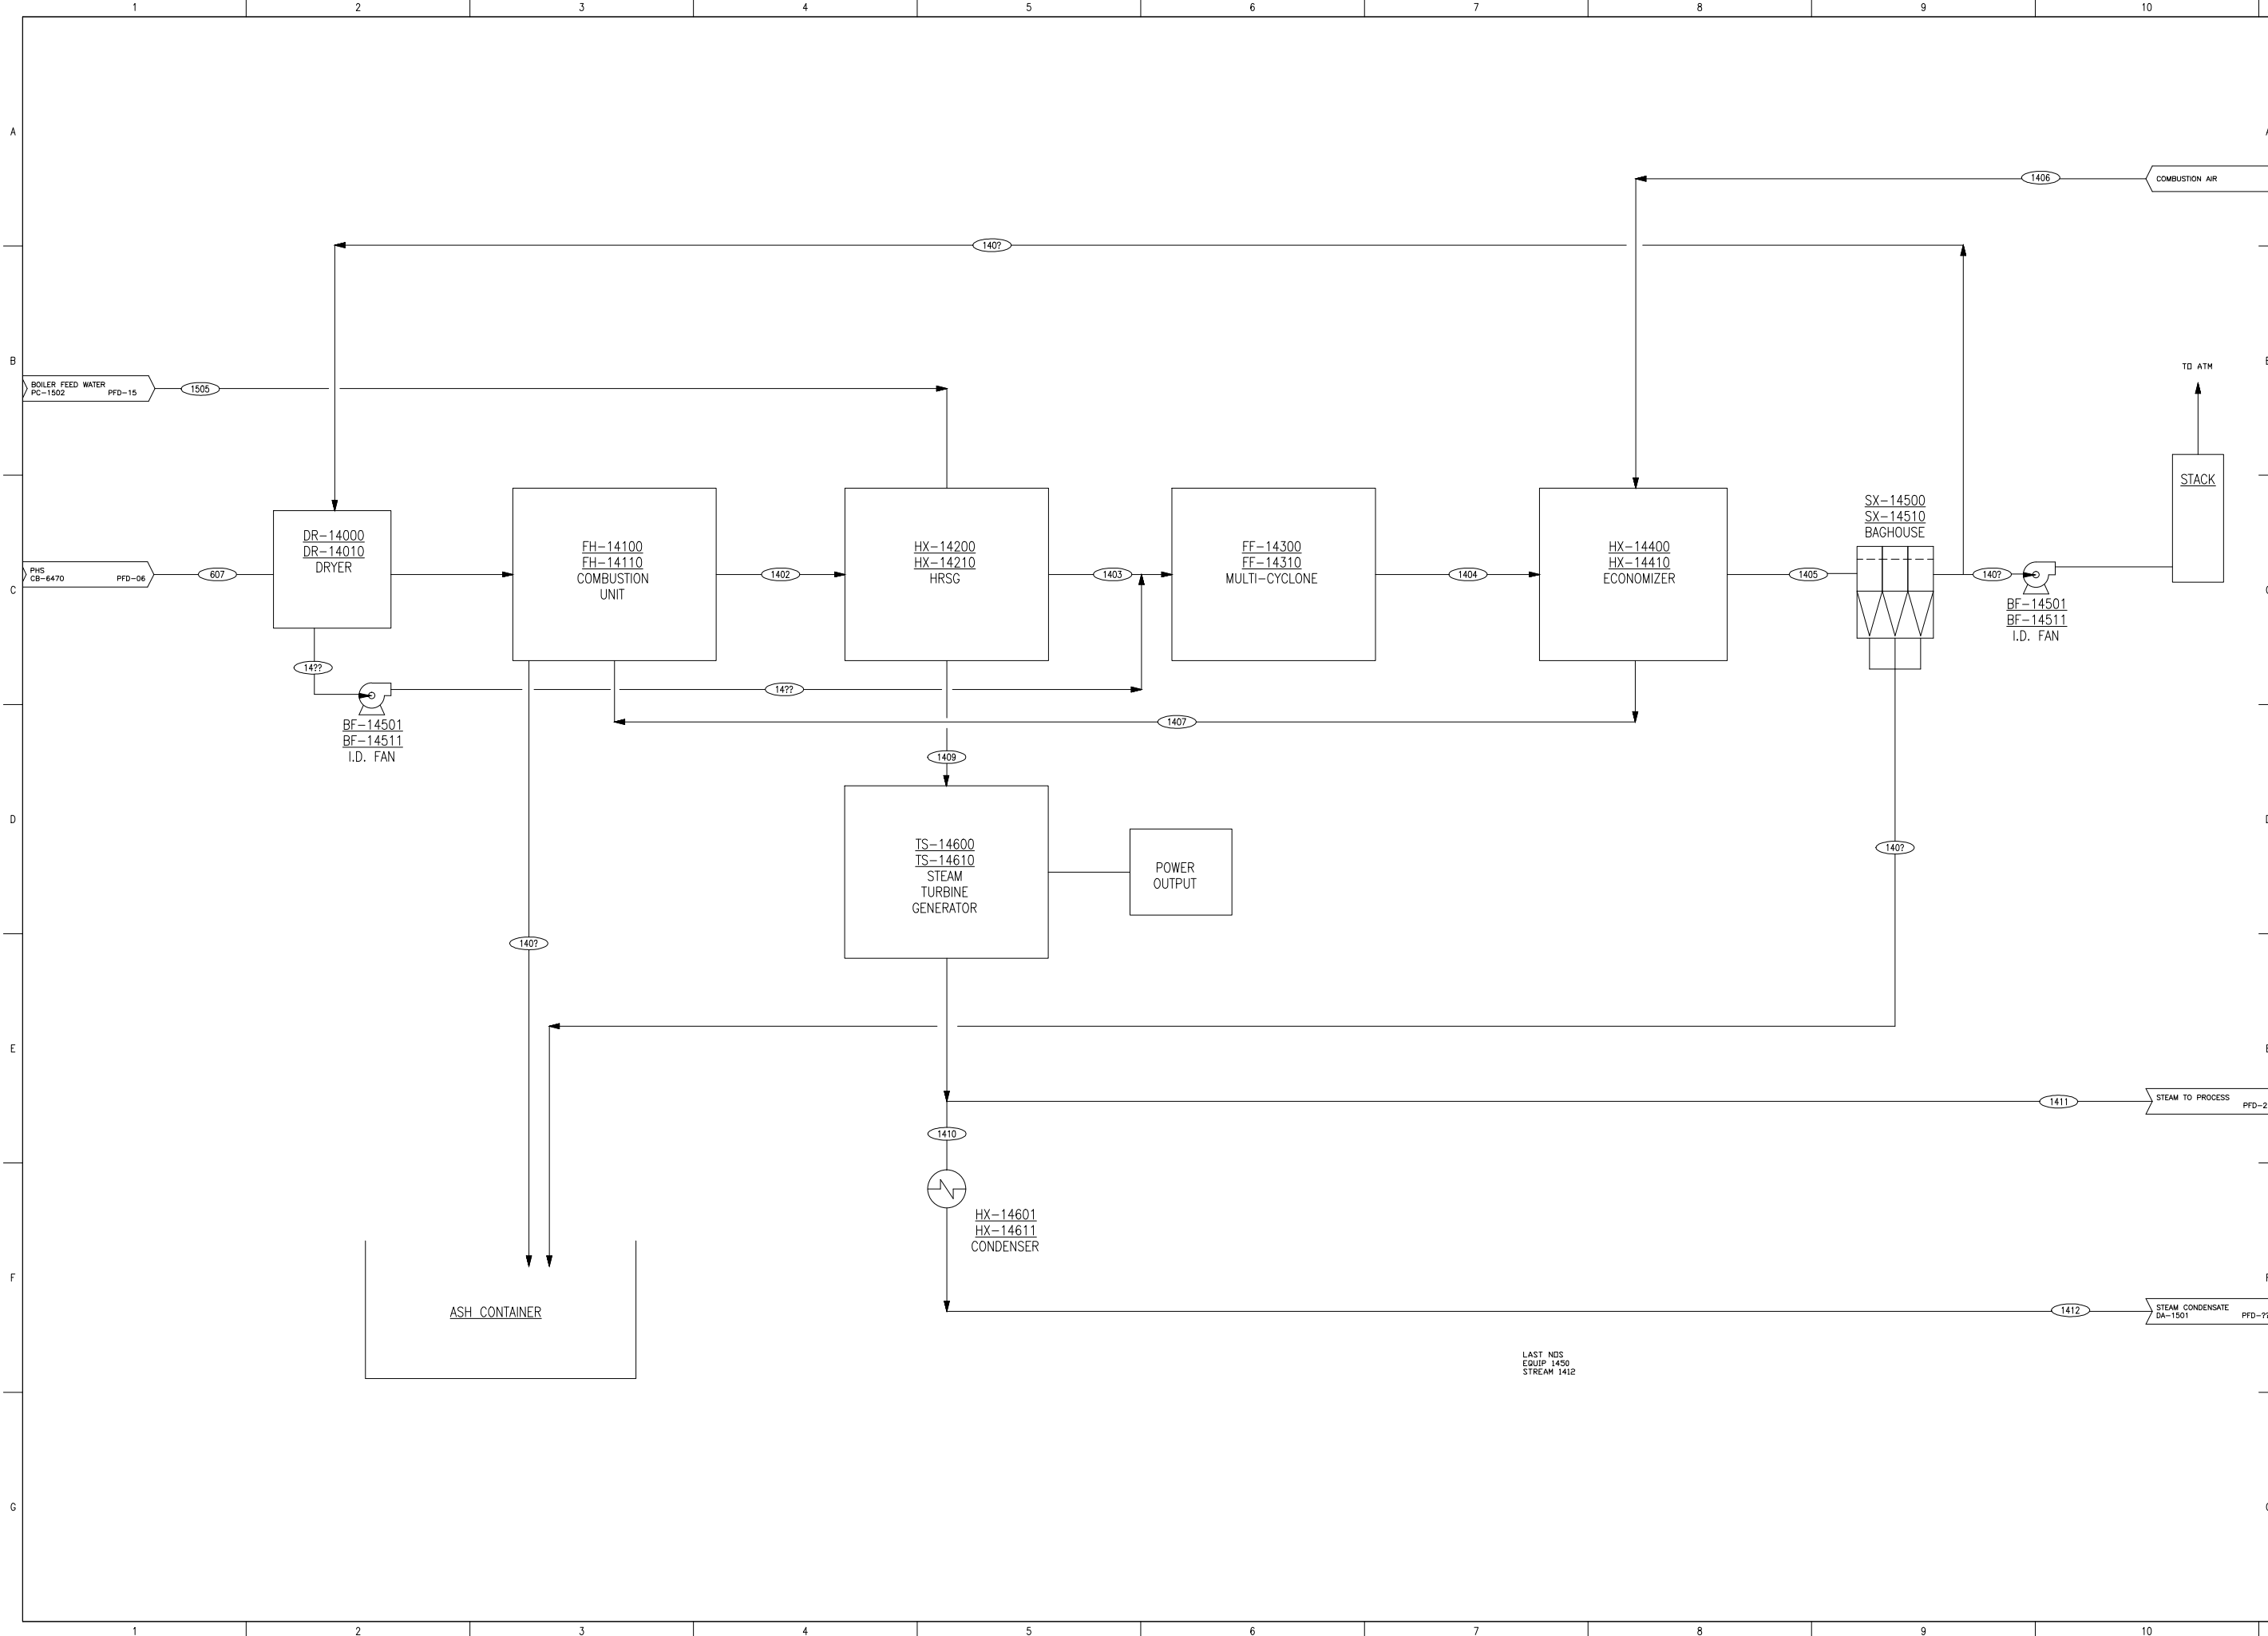 1 2 3 4 5 6 7 8 9 10
A
1406
COMBUSTION AIR
140?
B
TO ATM
BOILER FEED WATER
PC-1502 PFD-15
1505
STACK
SX-14500
SX-14510
BAGHOUSE
DR-14000
DR-14010
DRYER
FH-14100
FH-14110
COMBUSTION
UNIT
HX-14200
HX-14210
HRSG
FF-14300
FF-14310
MULTI-CYCLONE
HX-14400
HX-14410
ECONOMIZER
PHS
CB-6470 PFD-06
607
1402
1403
1404
1405
140?
C
BF-14501
BF-14511
I.D. FAN
14??
14??
1407
BF-14501
BF-14511
I.D. FAN
1409
D
TS-14600
TS-14610
STEAM
TURBINE
GENERATOR
POWER
OUTPUT
140?
140?
E
1411
STEAM TO PROCESS
PFD-2
1410
HX-14601
HX-14611
CONDENSER
F
ASH CONTAINER
1412
STEAM CONDENSATE
DA-1501 PFD-??
LAST NOS
EQUIP 1450
STREAM 1412
G
1 2 3 4 5 6 7 8 9 10